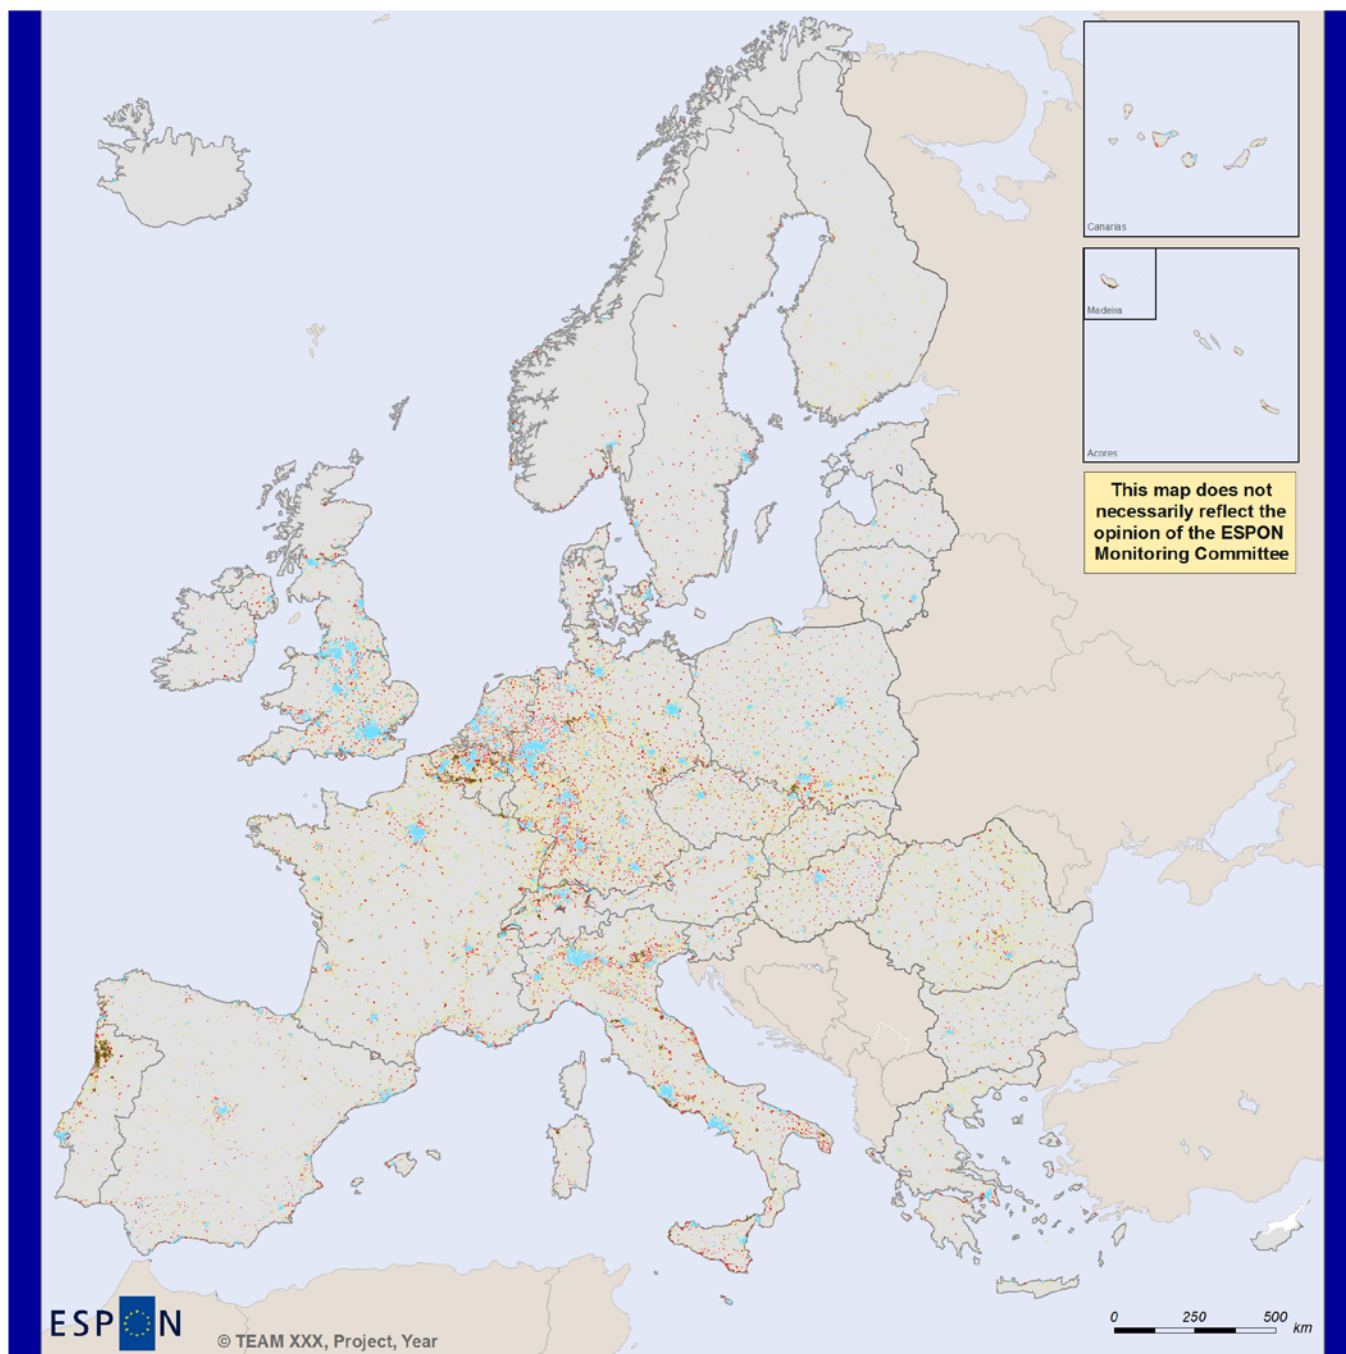 Canarias
Madeira
Acores
This map does not
necessarily reflect the
opinion of the ESPON
Monitoring Committee
ESPON
© TEAM XXX, Project, Year
0 250 500
km